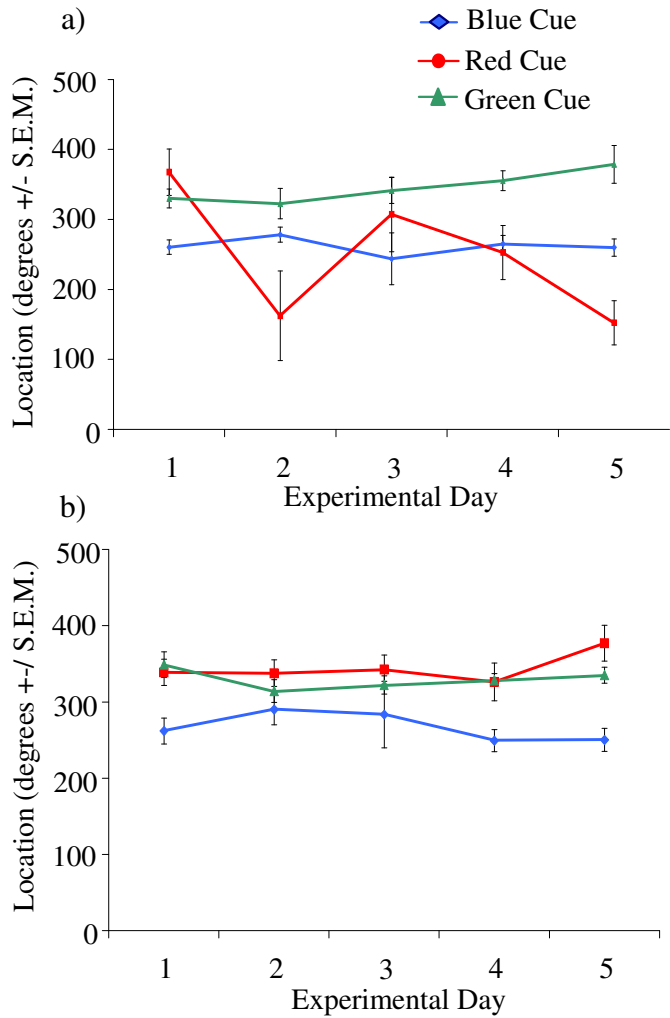 a)
Blue Cue
Red Cue
Green Cue
Location (degrees +/- S.E.M.)
500
400
300
200
100
0
1 2 3 4 5
Experimental Day
b)
Location (degrees +-/ S.E.M.)
500
400
300
200
100
0
1 2 3 4 5
Experimental Day